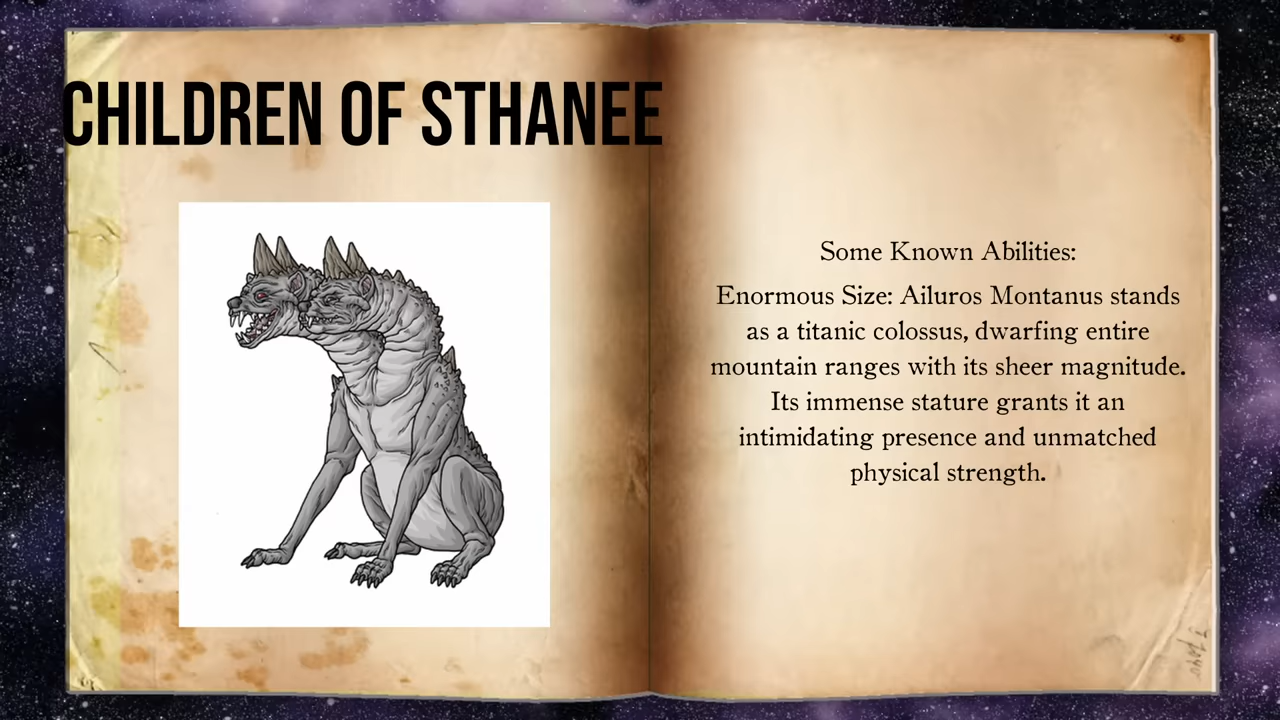 CHILDREN OF STHANEE
Some Known Abilities:
Enormous Size: Ailuros Montanus stands
as a titanic colossus, dwarfing entire
mountain ranges with its sheer magnitude.
Its immense stature grants it an
intimidating presence and unmatched
physical strength.